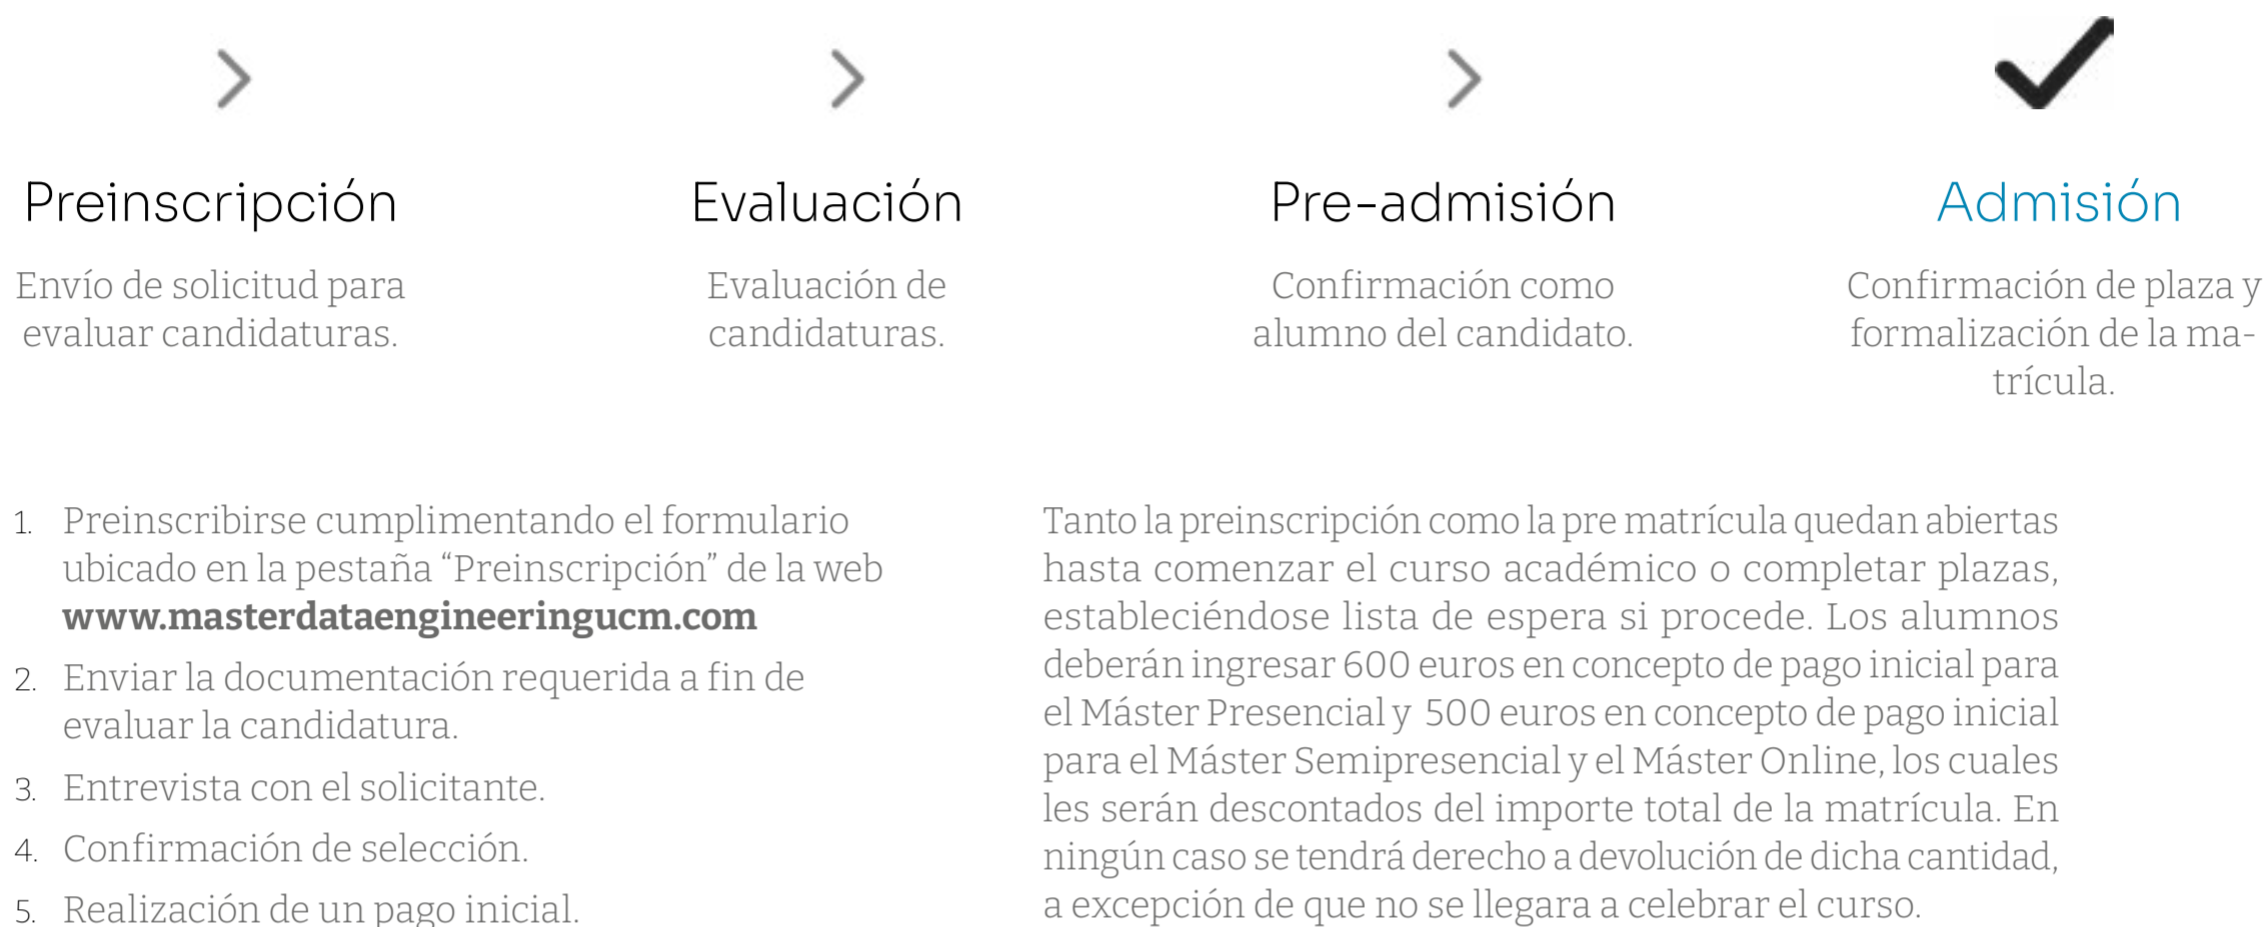 Preinscripción
Envío de solicitud para
evaluar candidaturas.
Evaluación
Evaluación de
candidaturas.
Pre-admisión
Confirmación como
alumno del candidato.
Admisión
Confirmación de plaza y
formalización de la ma-
trícula.
1. Preinscribirse cumplimentando el formulario
ubicado en la pestaña “Preinscripción” de la web
www.masterdataengineeringucm.com
2. Enviar la documentación requerida a fin de
evaluar la candidatura.
3. Entrevista con el solicitante.
4. Confirmación de selección.
5. Realización de un pago inicial.
Tanto la preinscripción como la pre matrícula quedan abiertas
hasta comenzar el curso académico o completar plazas,
estableciéndose lista de espera si procede. Los alumnos
deberán ingresar 600 euros en concepto de pago inicial para
el Máster Presencial y 500 euros en concepto de pago inicial
para el Máster Semipresencial y el Máster Online, los cuales
les serán descontados del importe total de la matrícula. En
ningún caso se tendrá derecho a devolución de dicha cantidad,
a excepción de que no se llegara a celebrar el curso.